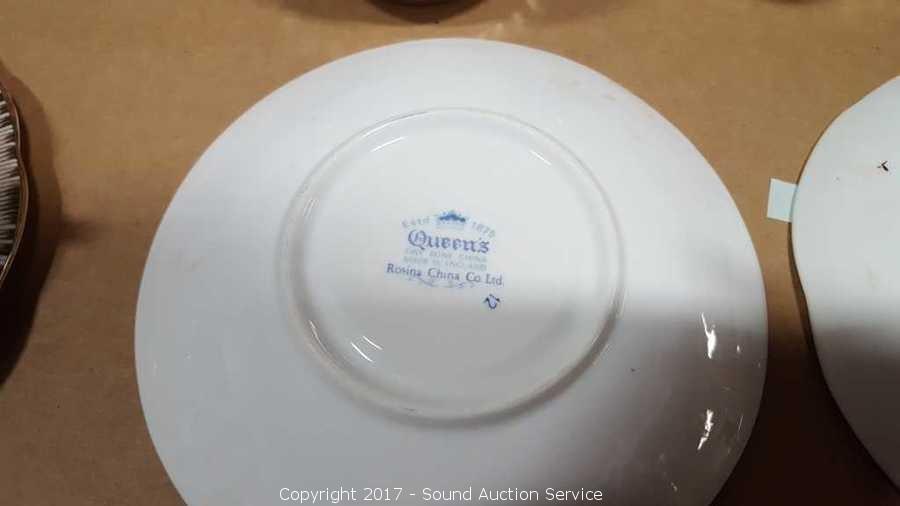 Estd 1875
Queen's
FINE BONE CHINA
MADE IN ENGLAND
Rosina China Co Ltd.
Copyright 2017 - Sound Auction Service